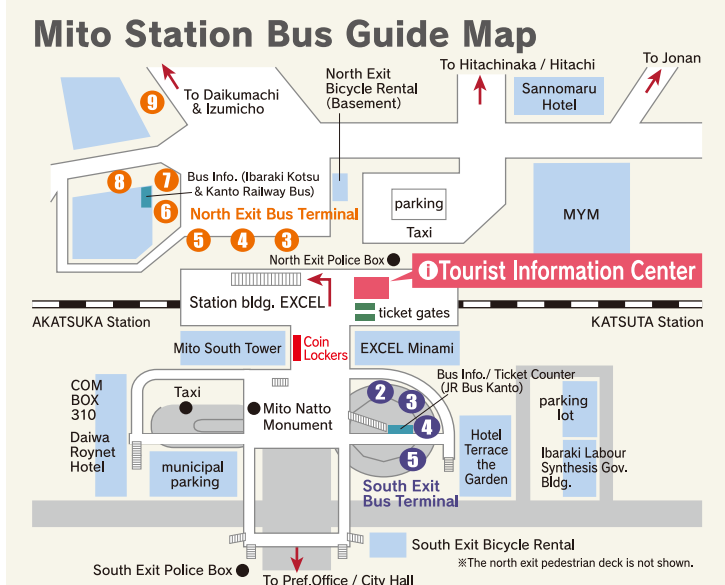 Mito Station Bus Guide Map
To Hitachinaka / Hitachi
To Jonan
North Exit
Bicycle Rental
(Basement)
To Daikumachi
& Izumicho
Sannomaru
Hotel
9
8
7
Bus Info. (Ibaraki Kotsu
& Kanto Railway Bus)
6
North Exit Bus Terminal
parking
Taxi
MYM
5
4
3
North Exit Police Box
i Tourist Information Center
Station bldg. EXCEL
ticket gates
AKATSUKA Station
KATSUTA Station
Mito South Tower
Coin
Lockers
EXCEL Minami
Bus Info./ Ticket Counter
(JR Bus Kanto)
COM
BOX
310
Taxi
2
3
parking
lot
Mito Natto
Monument
4
Daiwa
Roynet
Hotel
Hotel
Terrace
the
Garden
Ibaraki Labour
Synthesis Gov.
Bldg.
municipal
parking
5
South Exit
Bus Terminal
South Exit Bicycle Rental
※The north exit pedestrian deck is not shown.
South Exit Police Box
To Pref.Office / City Hall